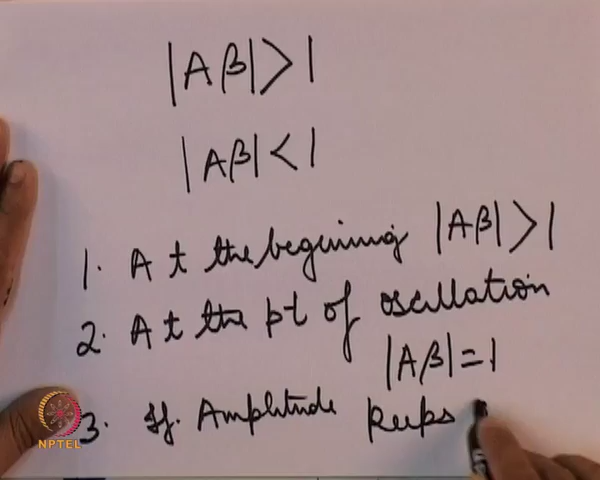 |Aβ|>1
|Aβ|<1
1. At the beginning |Aβ|>1
2. At the pt of oscillation
|Aβ|=1
3. If Amplitude keeps
NPTEL